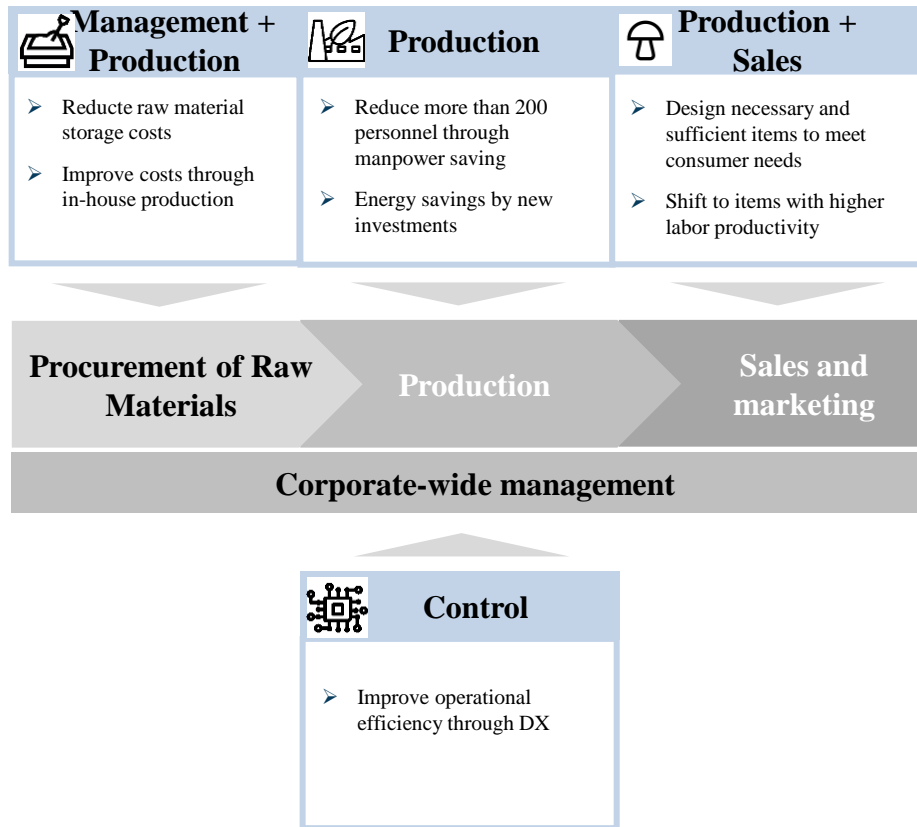 Management +
Production
Reducte raw material
storage costs
Improve costs through
in-house production
Production
Reduce more than 200
personnel through
manpower saving
Energy savings by new
investments
Production +
Sales
Design necessary and
sufficient items to meet
consumer needs
Shift to items with higher
labor productivity
Procurement of Raw
Materials
Production
Sales and
marketing
Corporate-wide management
Control
Improve operational
efficiency through DX